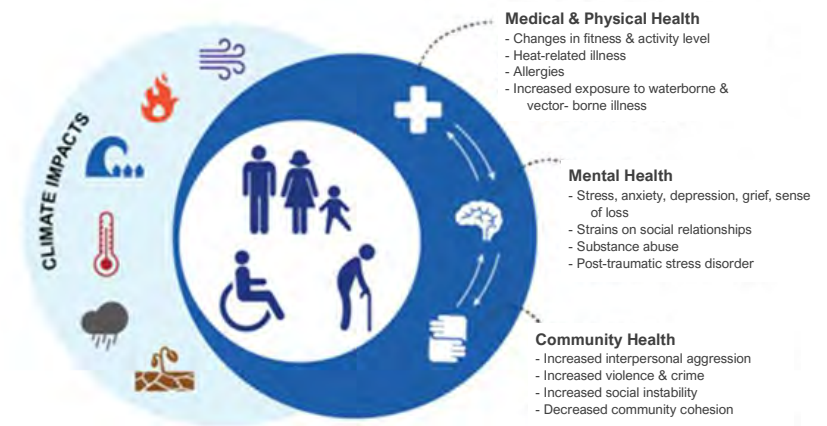 CLIMATE IMPACTS
Medical & Physical Health
- Changes in fitness & activity level
- Heat-related illness
- Allergies
- Increased exposure to waterborne &
vector- borne illness
Mental Health
- Stress, anxiety, depression, grief, sense
of loss
- Strains on social relationships
- Substance abuse
- Post-traumatic stress disorder
Community Health
- Increased interpersonal aggression
- Increased violence & crime
- Increased social instability
- Decreased community cohesion